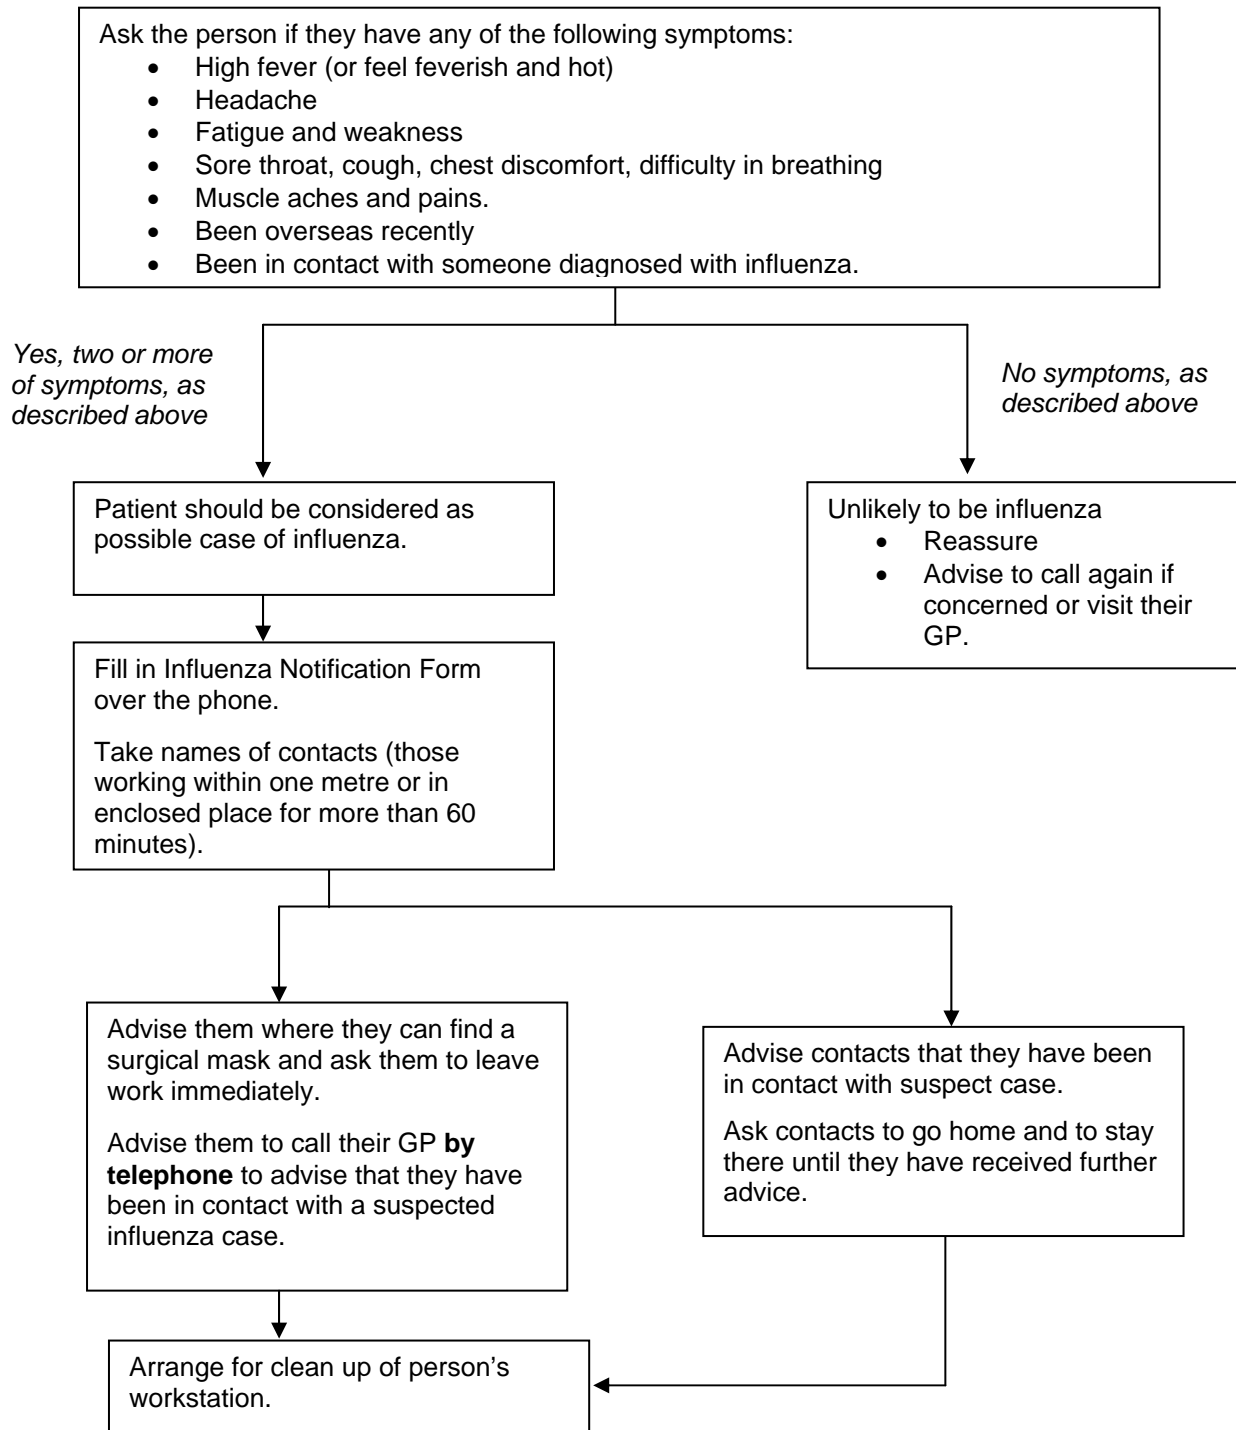 Ask the person if they have any of the following symptoms:
• High fever (or feel feverish and hot)
• Headache
• Fatigue and weakness
• Sore throat, cough, chest discomfort, difficulty in breathing
• Muscle aches and pains.
• Been overseas recently
• Been in contact with someone diagnosed with influenza.
Yes, two or more
of symptoms, as
described above
No symptoms, as
described above
Patient should be considered as
possible case of influenza.
Unlikely to be influenza
• Reassure
• Advise to call again if
concerned or visit their
GP.
Fill in Influenza Notification Form
over the phone.
Take names of contacts (those
working within one metre or in
enclosed place for more than 60
minutes).
Advise them where they can find a
surgical mask and ask them to leave
work immediately.
Advise them to call their GP by
telephone to advise that they have
been in contact with a suspected
influenza case.
Advise contacts that they have been
in contact with suspect case.
Ask contacts to go home and to stay
there until they have received further
advice.
Arrange for clean up of person’s
workstation.